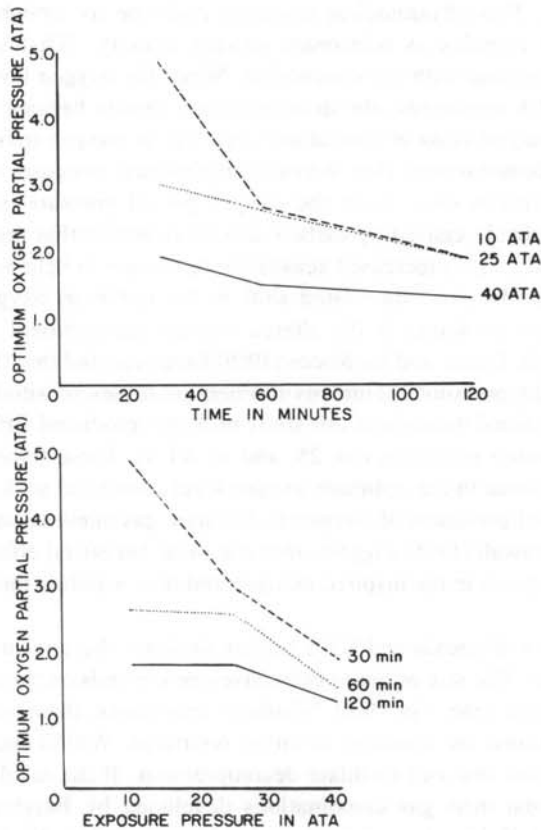 OPTIMUM OXYGEN PARTIAL PRESSURE (ATA)
5.0
4.0
3.0
2.0
1.0
10 ATA
25 ATA
40 ATA
0 20 40 60 80 100 120
TIME IN MINUTES
OPTIMUM OXYGEN PARTIAL PRESSURE (ATA)
5.0
4.0
3.0
2.0
1.0
30 min
60 min
120 min
0 10 20 30 40
EXPOSURE PRESSURE IN ATA